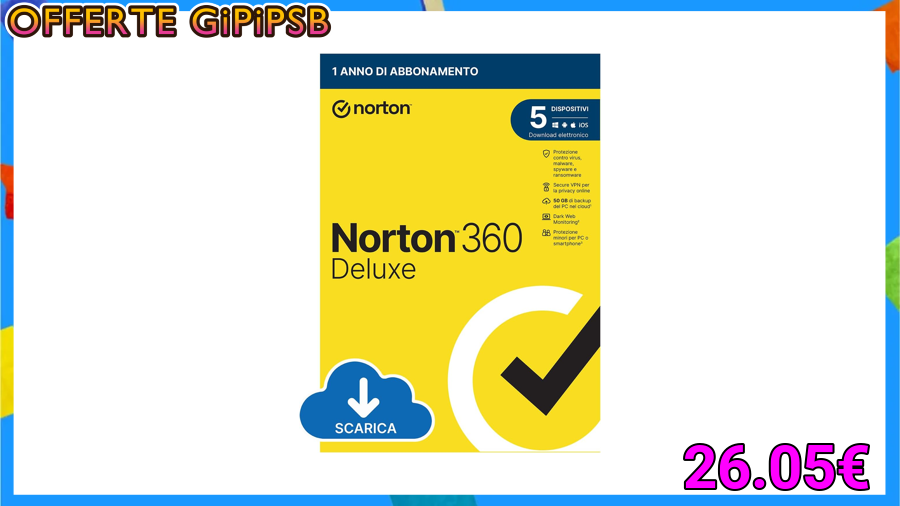 OFFERTE GiPiPSB
1 ANNO DI ABBONAMENTO
norton
5 DISPOSITIVI
iOS
Download elettronico
Protezione
contro virus,
malware,
spyware e
ransomware
Secure VPN per
la privacy online
50 GB di backup
del PC nel cloud‡
Dark Web
Monitoring§
Protezione
minori per PC o
smartphone‡
Norton™ 360
Deluxe
SCARICA
26.05€